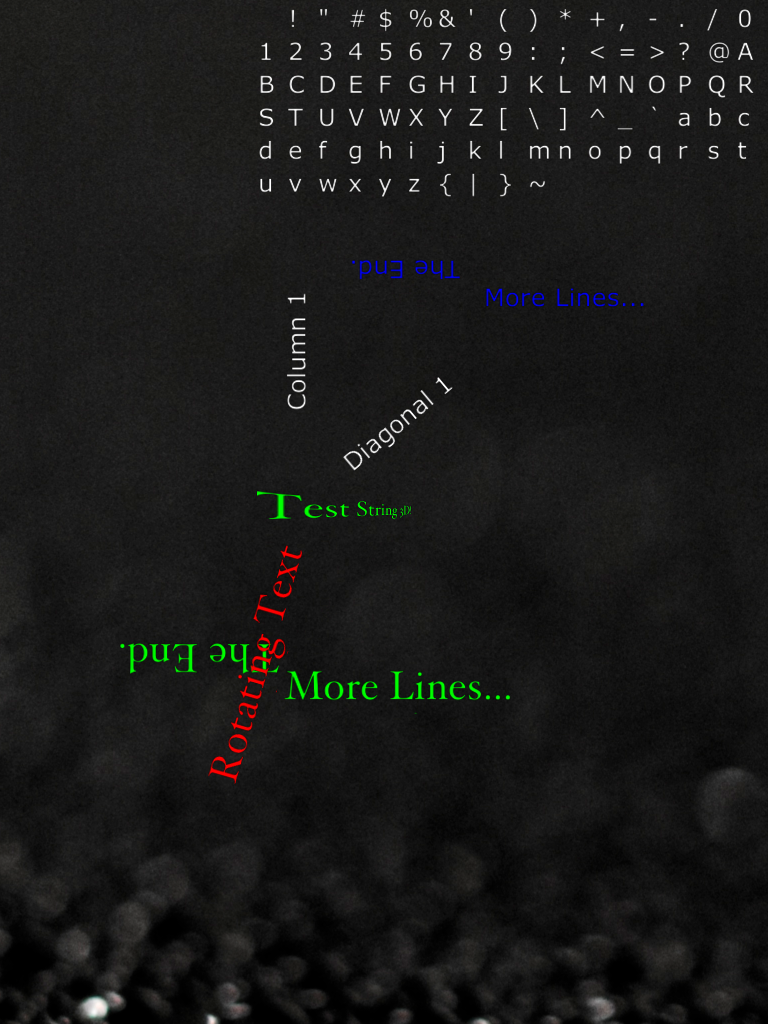 ! " # $ % & ' ( ) * + , - . / 0
1 2 3 4 5 6 7 8 9 : ; < = > ? @ A
B C D E F G H I J K L M N O P Q R
S T U V W X Y Z [ \ ] ^ _ ` a b c
d e f g h i j k l m n o p q r s t
u v w x y z { | } ~
The End.
More Lines...
Column 1
Diagonal 1
Test String 3D!
Rotating Text
The End.
More Lines...